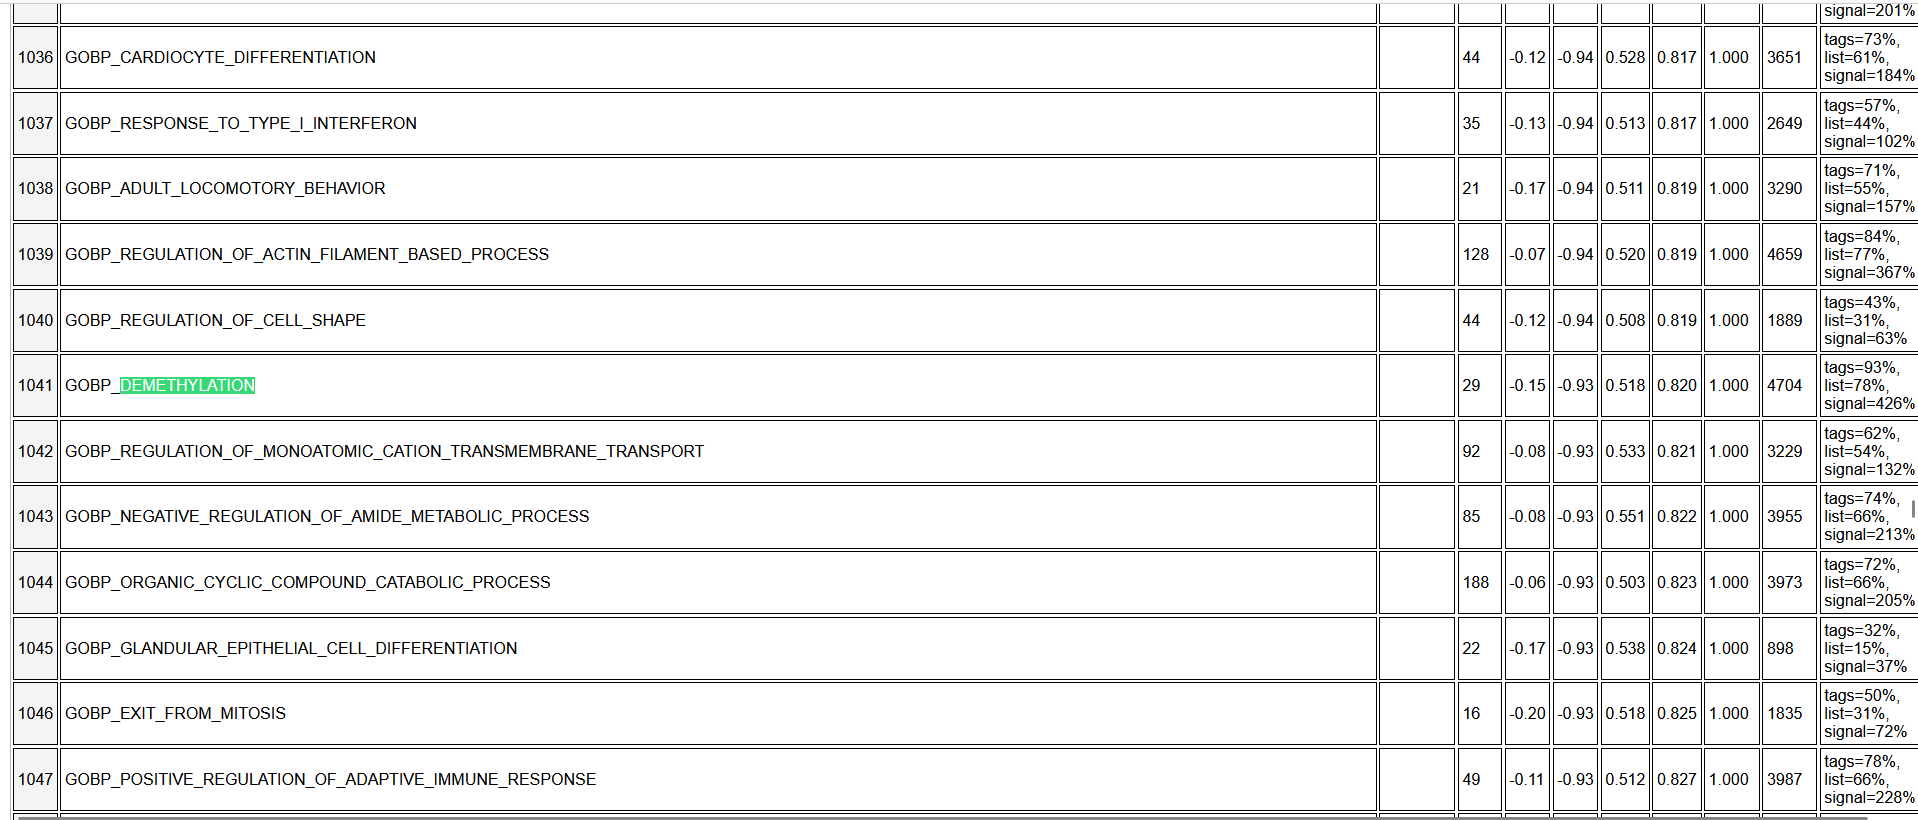 signal=201%
1036 GOBP_CARDIOCYTE_DIFFERENTIATION 44 -0.12 -0.94 0.528 0.817 1.000 3651 tags=73%, list=61%, signal=184%
1037 GOBP_RESPONSE_TO_TYPE_I_INTERFERON 35 -0.13 -0.94 0.513 0.817 1.000 2649 tags=57%, list=44%, signal=102%
1038 GOBP_ADULT_LOCOMOTORY_BEHAVIOR 21 -0.17 -0.94 0.511 0.819 1.000 3290 tags=71%, list=55%, signal=157%
1039 GOBP_REGULATION_OF_ACTIN_FILAMENT_BASED_PROCESS 128 -0.07 -0.94 0.520 0.819 1.000 4659 tags=84%, list=77%, signal=367%
1040 GOBP_REGULATION_OF_CELL_SHAPE 44 -0.12 -0.94 0.508 0.819 1.000 1889 tags=43%, list=31%, signal=63%
1041 GOBP_DEMETHYLATION 29 -0.15 -0.93 0.518 0.820 1.000 4704 tags=93%, list=78%, signal=426%
1042 GOBP_REGULATION_OF_MONOATOMIC_CATION_TRANSMEMBRANE_TRANSPORT 92 -0.08 -0.93 0.533 0.821 1.000 3229 tags=62%, list=54%, signal=132%
1043 GOBP_NEGATIVE_REGULATION_OF_AMIDE_METABOLIC_PROCESS 85 -0.08 -0.93 0.551 0.822 1.000 3955 tags=74%, list=66%, signal=213%
1044 GOBP_ORGANIC_CYCLIC_COMPOUND_CATABOLIC_PROCESS 188 -0.06 -0.93 0.503 0.823 1.000 3973 tags=72%, list=66%, signal=205%
1045 GOBP_GLANDULAR_EPITHELIAL_CELL_DIFFERENTIATION 22 -0.17 -0.93 0.538 0.824 1.000 898 tags=32%, list=15%, signal=37%
1046 GOBP_EXIT_FROM_MITOSIS 16 -0.20 -0.93 0.518 0.825 1.000 1835 tags=50%, list=31%, signal=72%
1047 GOBP_POSITIVE_REGULATION_OF_ADAPTIVE_IMMUNE_RESPONSE 49 -0.11 -0.93 0.512 0.827 1.000 3987 tags=78%, list=66%, signal=228%